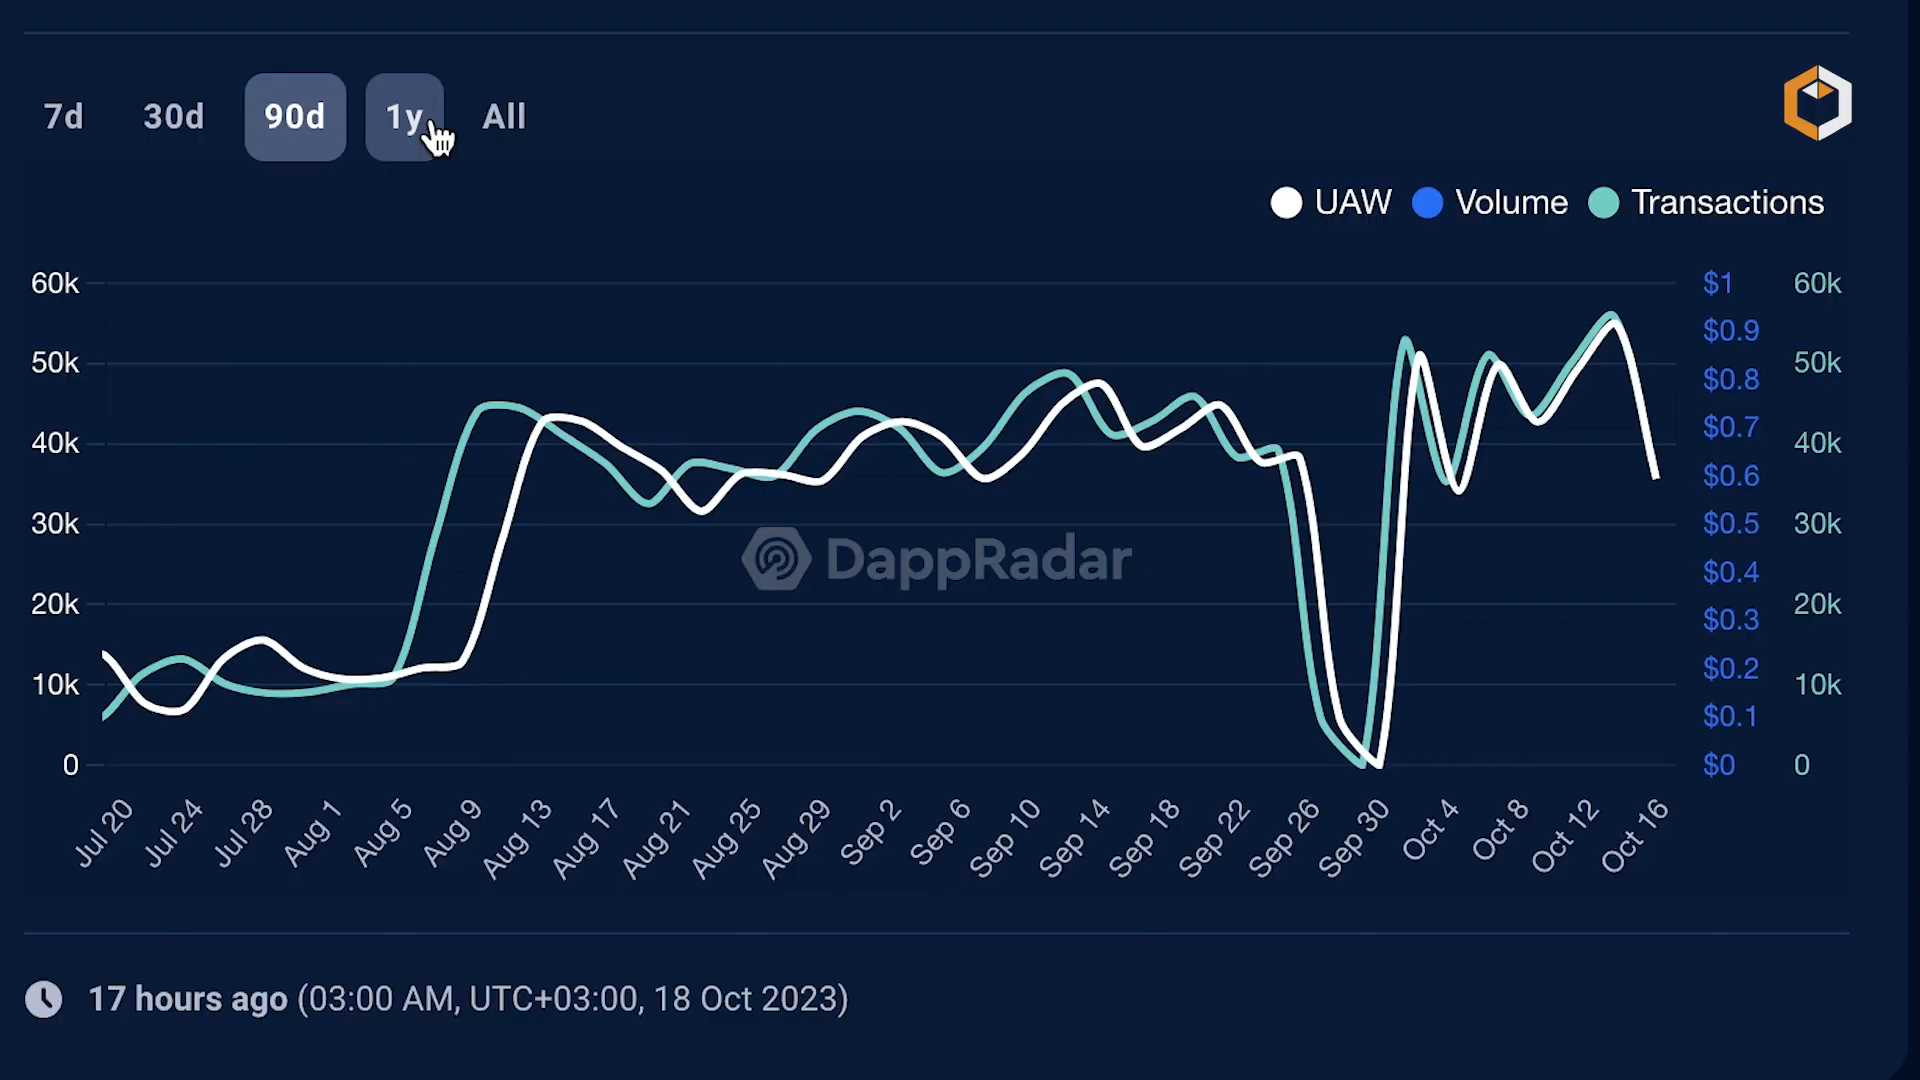 7d 30d 90d 1y All
UAW Volume Transactions
60k $1 60k
$0.9
50k 50k
$0.8
40k $0.7 40k
$0.6
30k $0.5 30k
DappRadar
$0.4
20k 20k
$0.3
10k $0.2 10k
$0.1
0 $0 0
Jul 20 Jul 24 Jul 28 Aug 1 Aug 5 Aug 9 Aug 13 Aug 17 Aug 21 Aug 25 Aug 29 Sep 2 Sep 6 Sep 10 Sep 14 Sep 18 Sep 22 Sep 26 Sep 30 Oct 4 Oct 8 Oct 12 Oct 16
17 hours ago (03:00 AM, UTC+03:00, 18 Oct 2023)